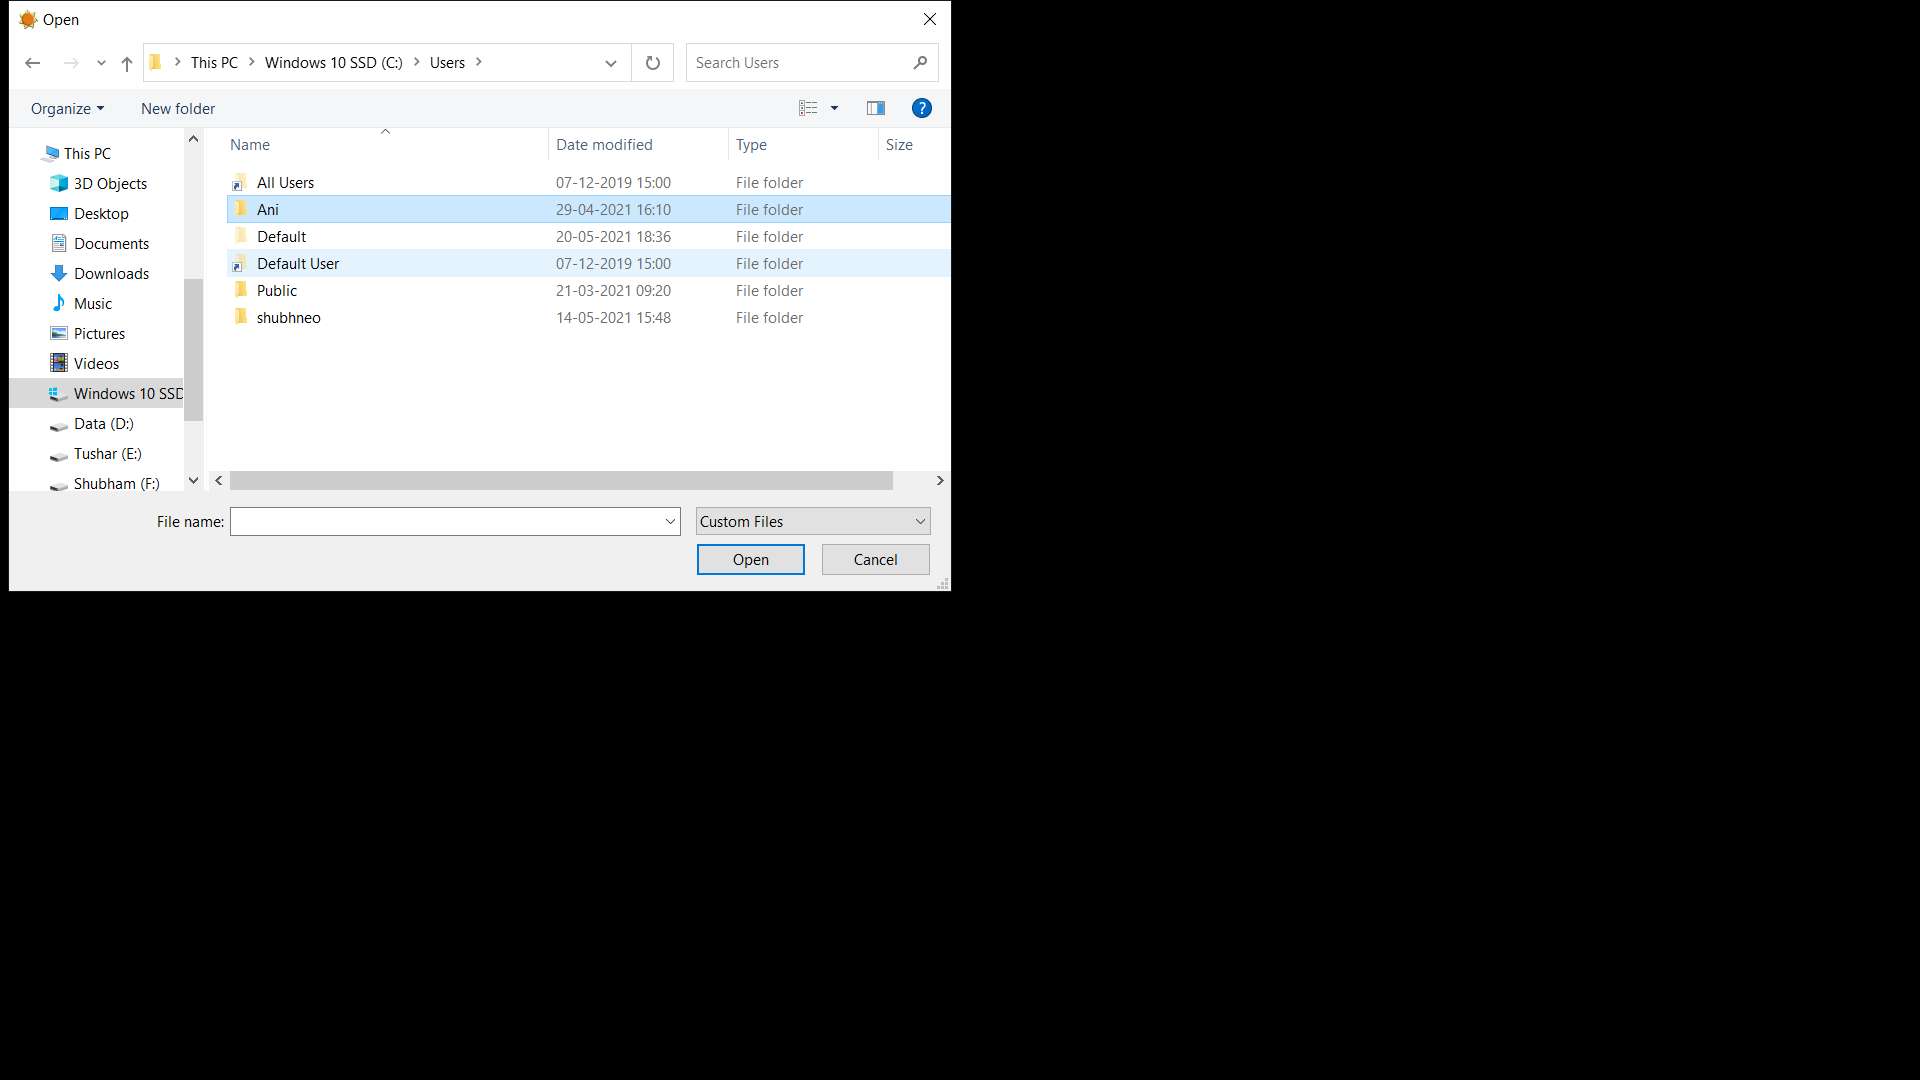 Open
This PC Windows 10 SSD (C:) Users
Search Users
Organize New folder
?
Name Date modified Type Size
This PC
3D Objects
Desktop
Documents
Downloads
Music
Pictures
Videos
Windows 10 SSD
Data (D:)
Tushar (E:)
Shubham (F:)
All Users 07-12-2019 15:00 File folder
Ani 29-04-2021 16:10 File folder
Default 20-05-2021 18:36 File folder
Default User 07-12-2019 15:00 File folder
Public 21-03-2021 09:20 File folder
shubhneo 14-05-2021 15:48 File folder
File name: Custom Files
Open Cancel